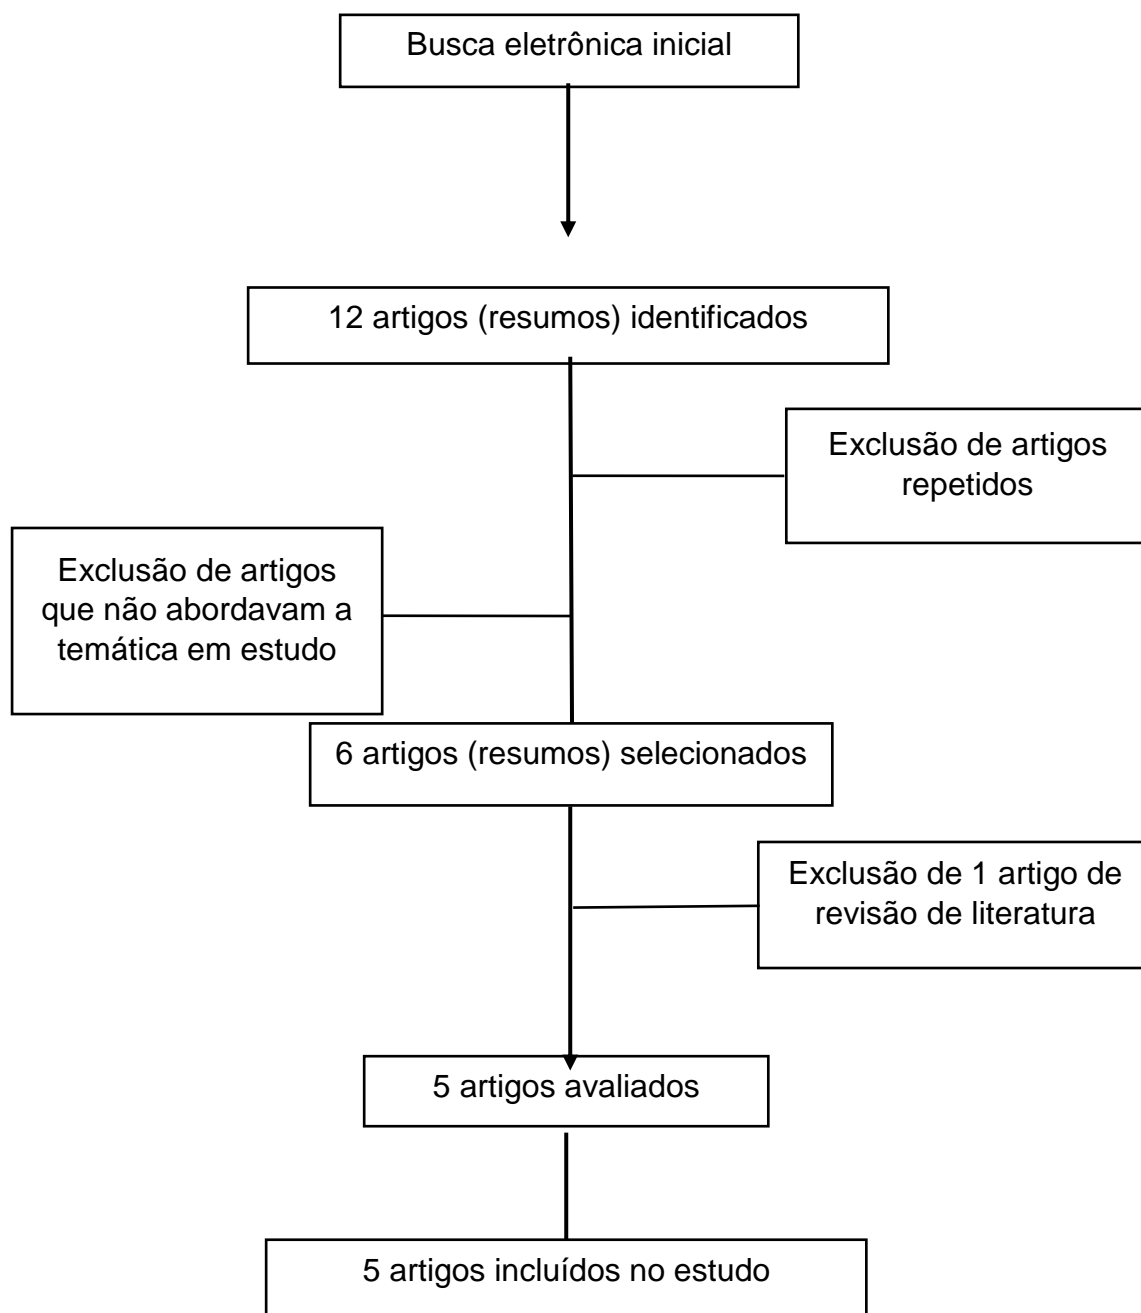 Busca eletrônica inicial
12 artigos (resumos) identificados
Exclusão de artigos
repetidos
Exclusão de artigos
que não abordavam a
temática em estudo
6 artigos (resumos) selecionados
Exclusão de 1 artigo de
revisão de literatura
5 artigos avaliados
5 artigos incluídos no estudo